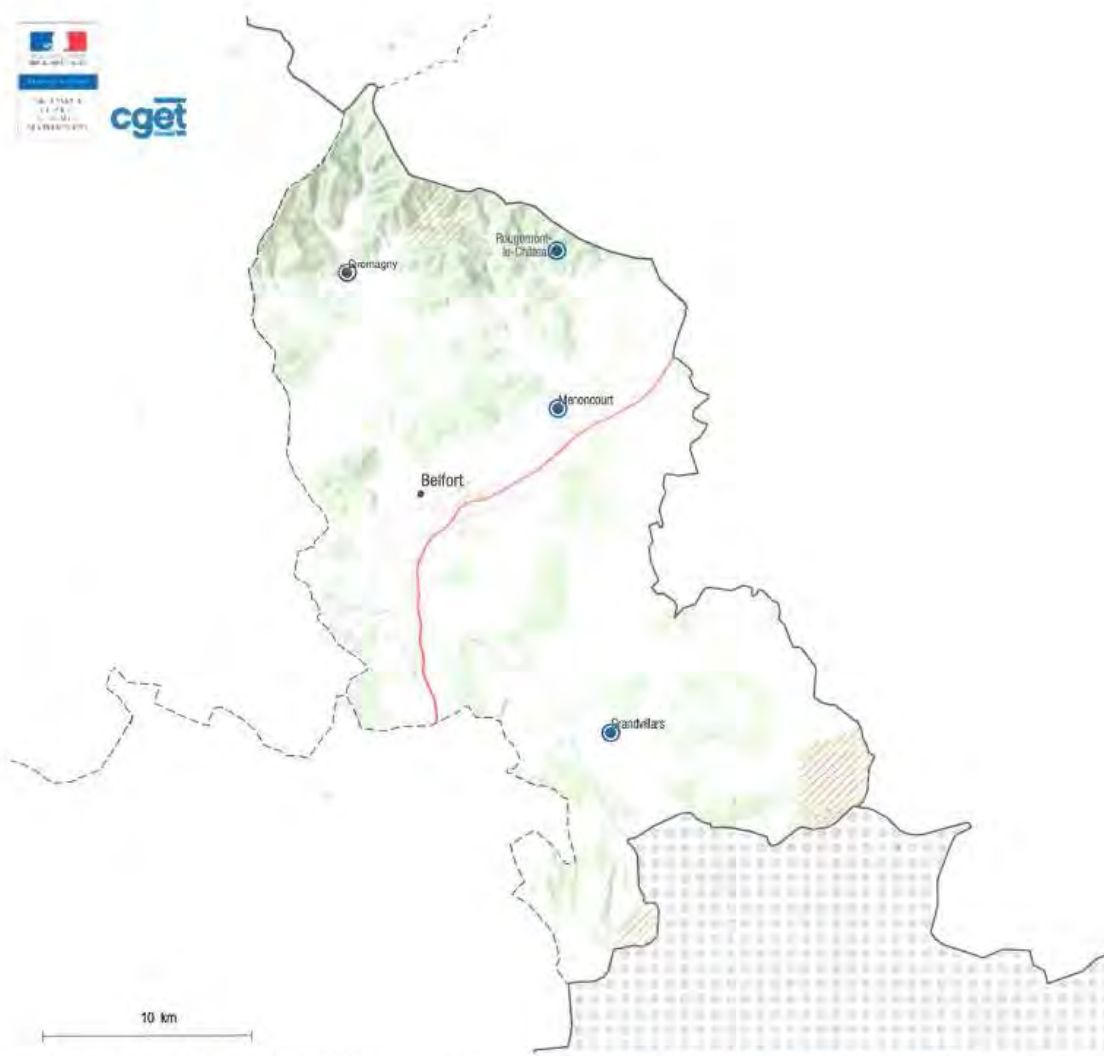 cget
Rougemont-
le-Château
Giromagny
Menoncourt
Belfort
Grandvillars
10 km